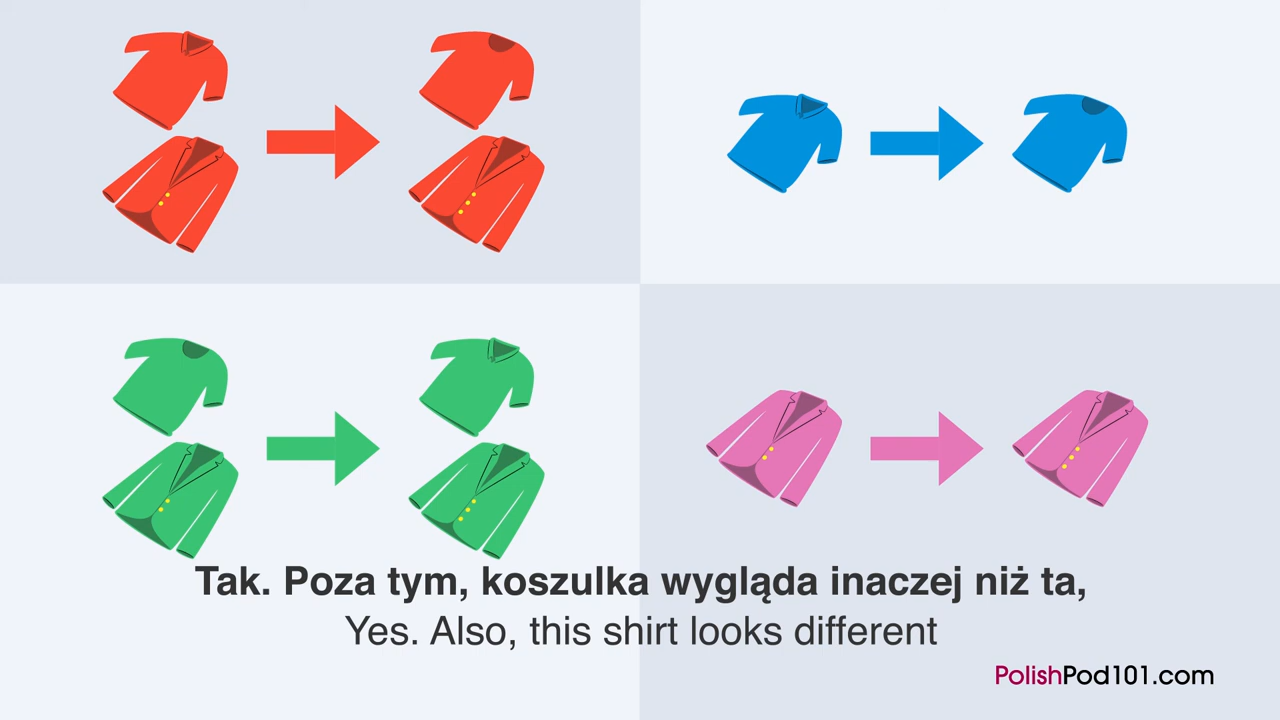 Tak. Poza tym, koszulka wygląda inaczej niż ta,
Yes. Also, this shirt looks different
PolishPod101.com